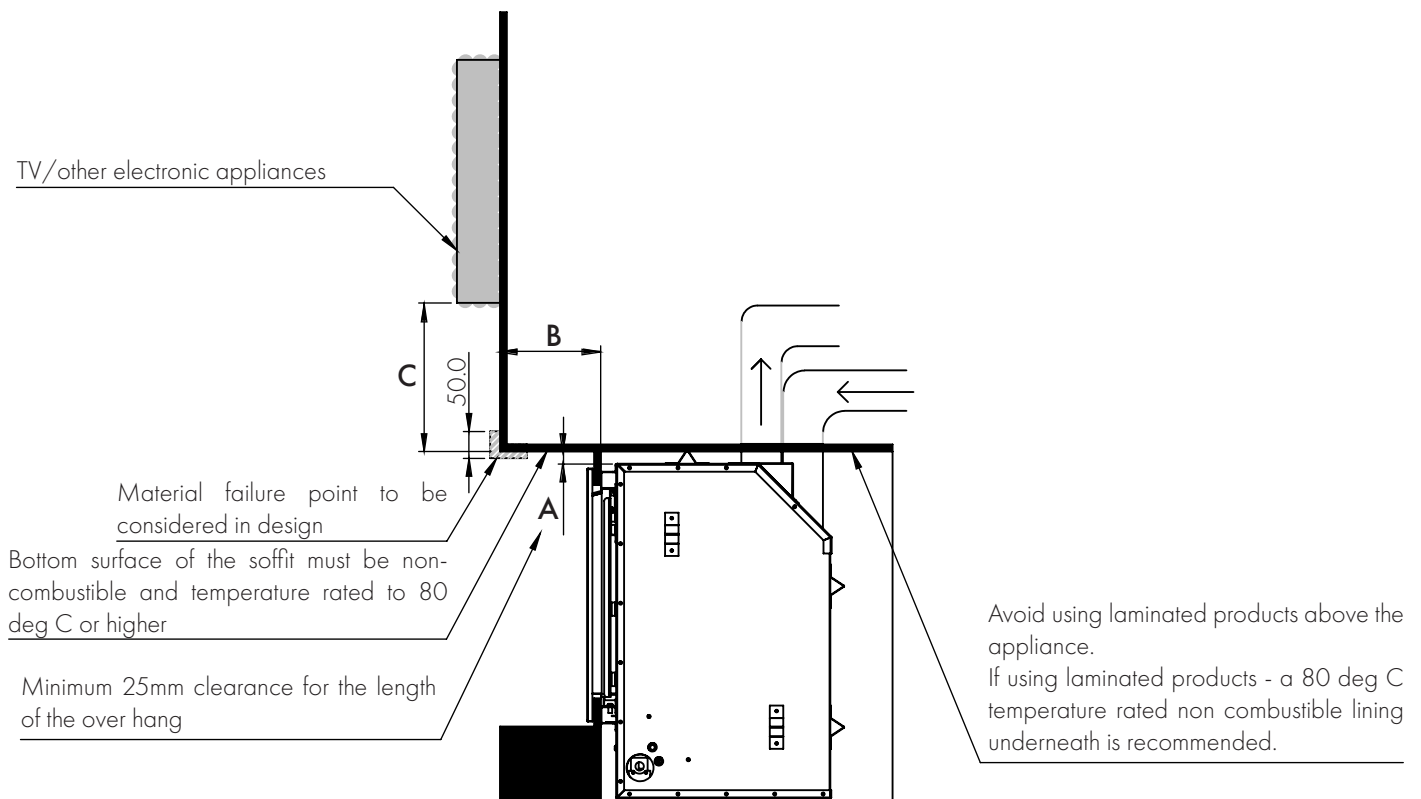 TV/other electronic appliances
B
C
50.0
A
Material failure point to be
considered in design
Bottom surface of the soffit must be non-
combustible and temperature rated to 80
deg C or higher
Minimum 25mm clearance for the length
of the over hang
Avoid using laminated products above the
appliance.
If using laminated products - a 80 deg C
temperature rated non combustible lining
underneath is recommended.